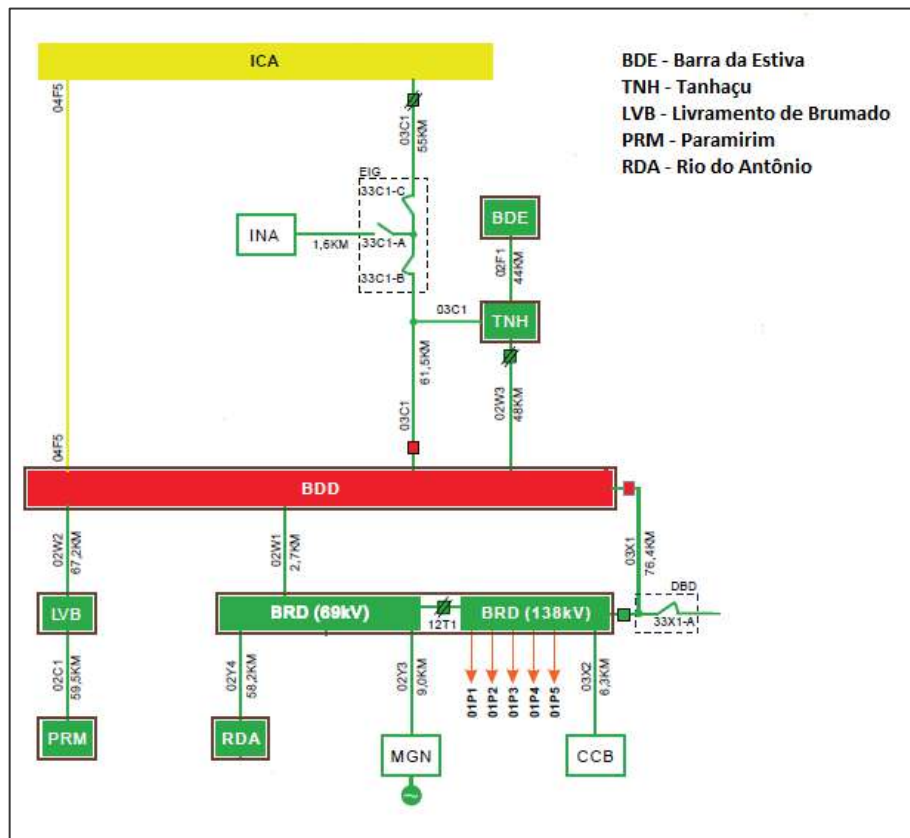 ICA
BDE - Barra da Estiva
TNH - Tanhaçu
LVB - Livramento de Brumado
PRM - Paramirim
RDA - Rio do Antônio
04F5
03C1
55KM
EIG
33C1-C
INA
1,6KM
33C1-A
33C1-B
BDE
02F1
44KM
03C1
TNH
61,5KM
03C1
02W3
48KM
04F5
BDD
02W2
67,2KM
02W1
2,7KM
03X1
76,4KM
DBD
33X1-A
LVB
BRD (69kV)
12T1
BRD (138kV)
02C1
59,5KM
02Y4
58,2KM
02Y3
9,0KM
01P1
01P2
01P3
01P4
01P5
03X2
6,3KM
PRM
RDA
MGN
CCB